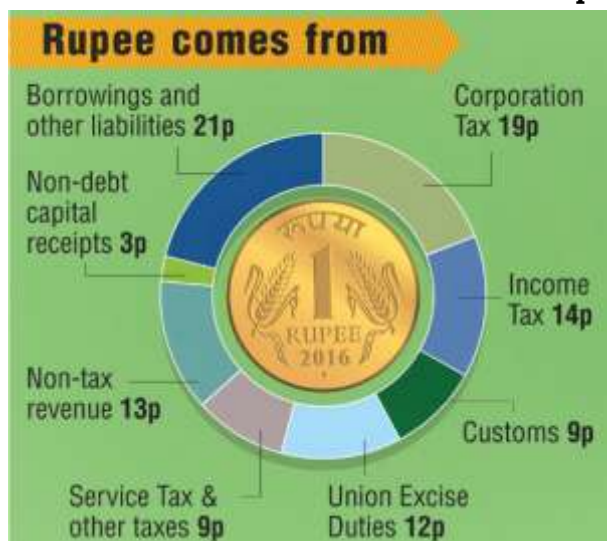 Rupee comes from
Borrowings and
other liabilities 21p
Corporation
Tax 19p
Non-debt
capital
receipts 3p
रुपया
1
RUPEE
2016
Income
Tax 14p
Non-tax
revenue 13p
Customs 9p
Service Tax &
other taxes 9p
Union Excise
Duties 12p